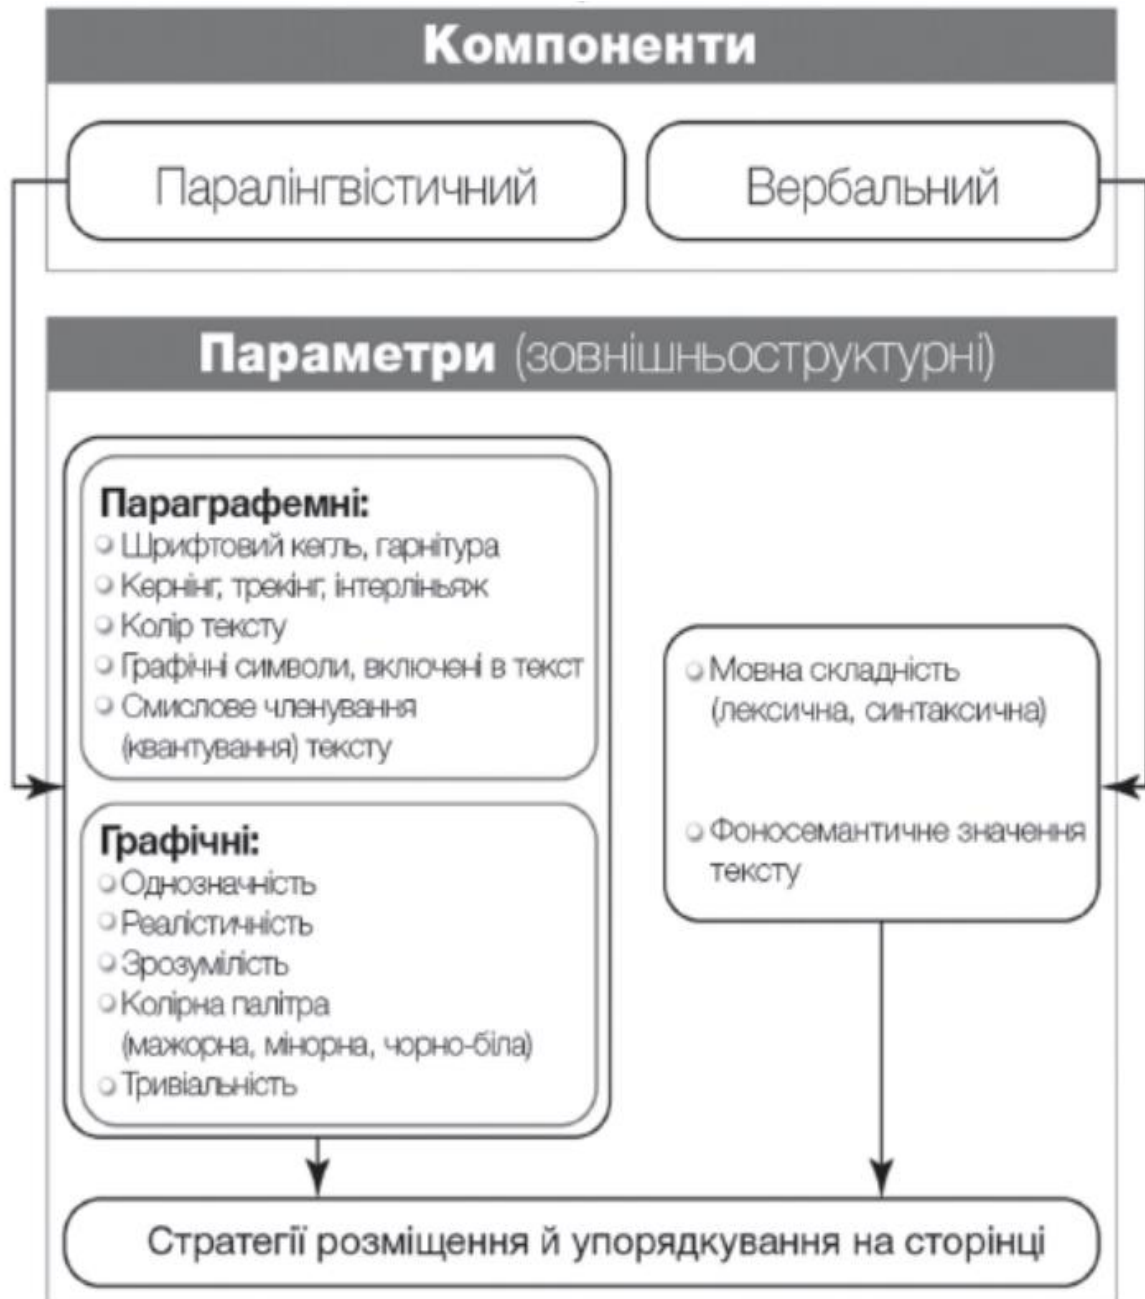 Компоненти
Паралінгвістичний
Вербальний
Параметри (зовнішньоструктурні)
Параграфемні:
Шрифтовий кегль, гарнітура
Кернінг, трекінг, інтерліньяж
Колір тексту
Графічні символи, включені в текст
Смислове членування
(квантування) тексту
Графічні:
Однозначність
Реалістичність
Зрозумілість
Колірна палітра
(мажорна, мінорна, чорно-біла)
Тривіальність
Мовна складність
(лексична, синтаксична)
Фоносемантичне значення
тексту
Стратегії розміщення й упорядкування на сторінці